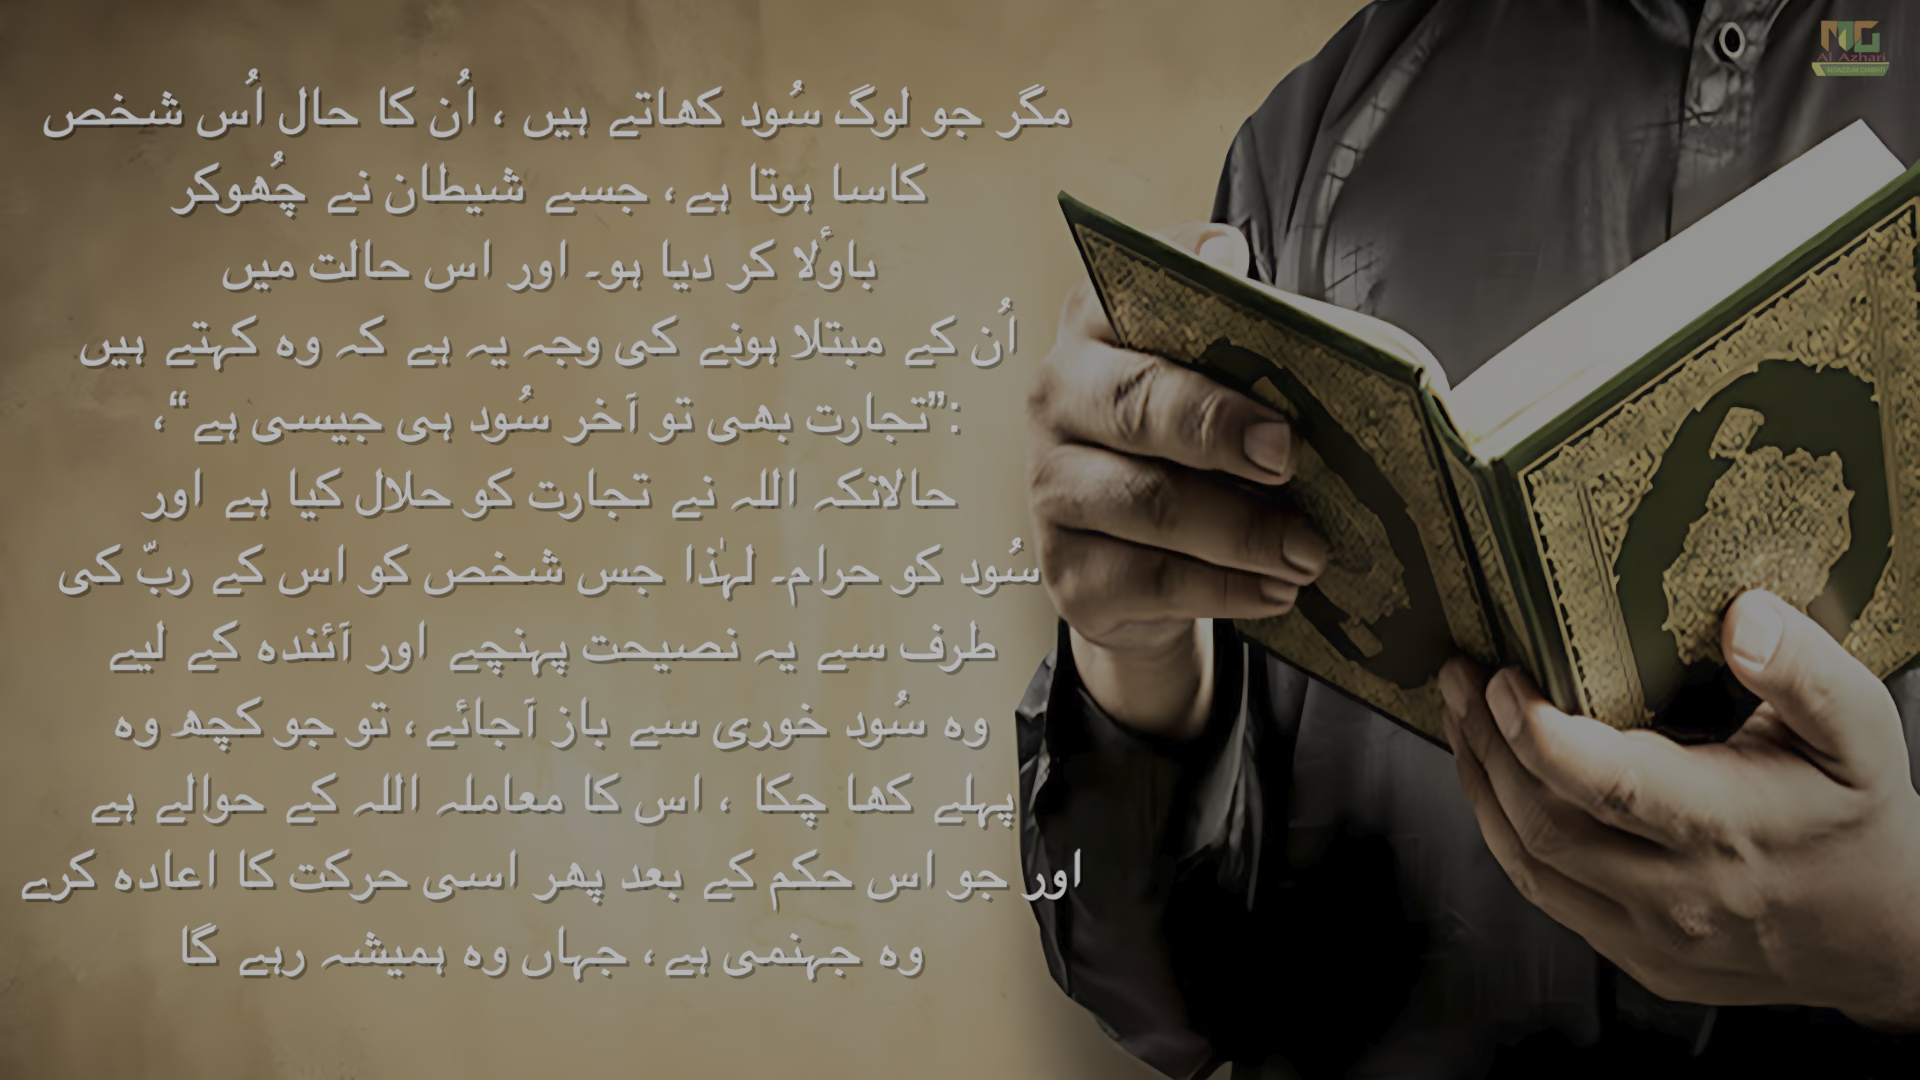 مگر جو لوگ سُود کھاتے ہیں ، اُن کا حال اُس شخص
کاسا ہوتا ہے، جسے شیطان نے چُھوکر
باوٴلا کر دیا ہو۔ اور اس حالت میں
اُن کے مبتلا ہونے کی وجہ یہ ہے کہ وہ کہتے ہیں
:”تجارت بھی تو آخر سُود ہی جیسی ہے“،
حالانکہ اللہ نے تجارت کو حلال کیا ہے اور
سُود کو حرام۔ لہٰذا جس شخص کو اس کے ربّ کی
طرف سے یہ نصیحت پہنچے اور آئندہ کے لیے
وہ سُود خوری سے باز آجائے، تو جو کچھ وہ
پہلے کھا چکا ، اس کا معاملہ اللہ کے حوالے ہے
اور جو اس حکم کے بعد پھر اسی حرکت کا اعادہ کرے
وہ جہنمی ہے، جہاں وہ ہمیشہ رہے گا
MG
Al Azhari